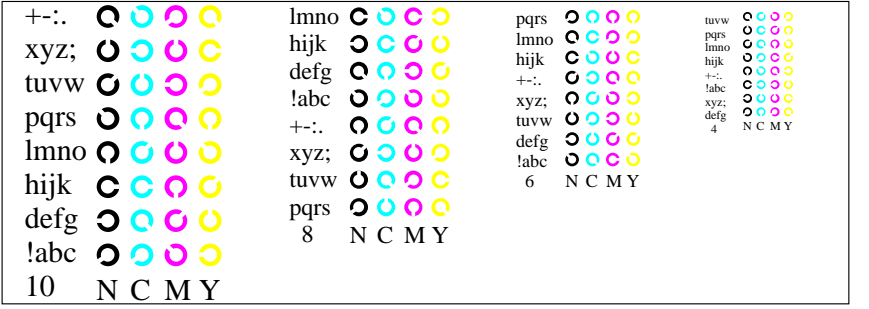 +-:.
xyz;
tuvw
pqrs
lmno
hijk
defg
!abc
10 N C M Y
lmno
hijk
defg
!abc
+-:.
xyz;
tuvw
pqrs
8 N C M Y
pqrs
lmno
hijk
+-:.
xyz;
tuvw
defg
!abc
6 N C M Y
tuvw
pqrs
lmno
hijk
+-:.
!abc
xyz;
defg
4 N C M Y